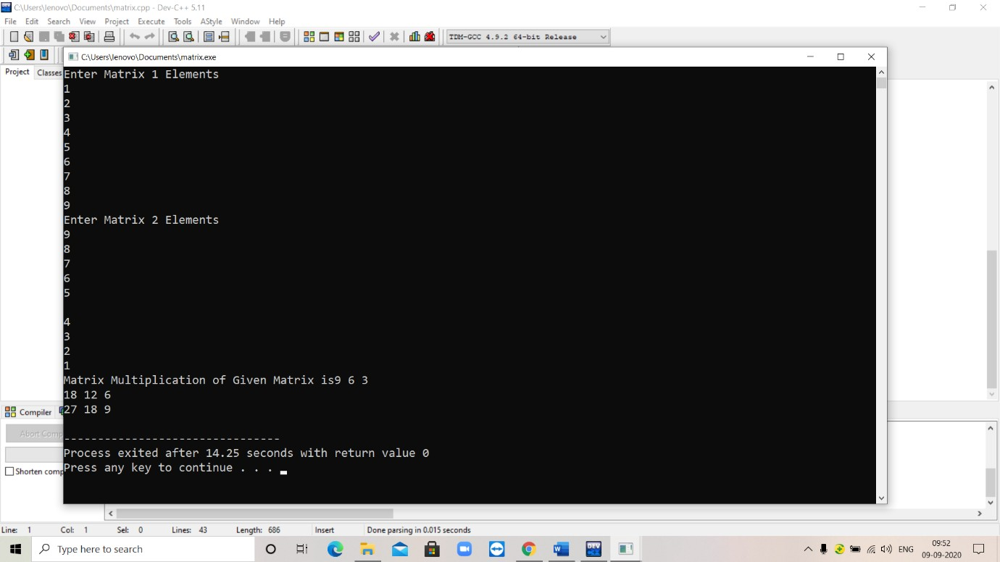 C:\Users\lenovo\Documents\matrix.cpp - Dev-C++ 5.11
File Edit Search View Project Execute Tools AStyle Window Help
TDM-GCC 4.9.2 64-bit Release
C:\Users\lenovo\Documents\matrix.exe
Project Classes
Enter Matrix 1 Elements
1
2
3
4
5
6
7
8
9
Enter Matrix 2 Elements
9
8
7
6
5
4
3
2
1
Matrix Multiplication of Given Matrix is9 6 3
18 12 6
27 18 9
--------------------------------
Process exited after 14.25 seconds with return value 0
Press any key to continue . . .
Compiler
Abort Comp
Shorten comp
Line: 1 Col: 1 Sel: 0 Lines: 43 Length: 686 Insert Done parsing in 0.015 seconds
Type here to search
W
DEV
ENG
09:52
09-09-2020